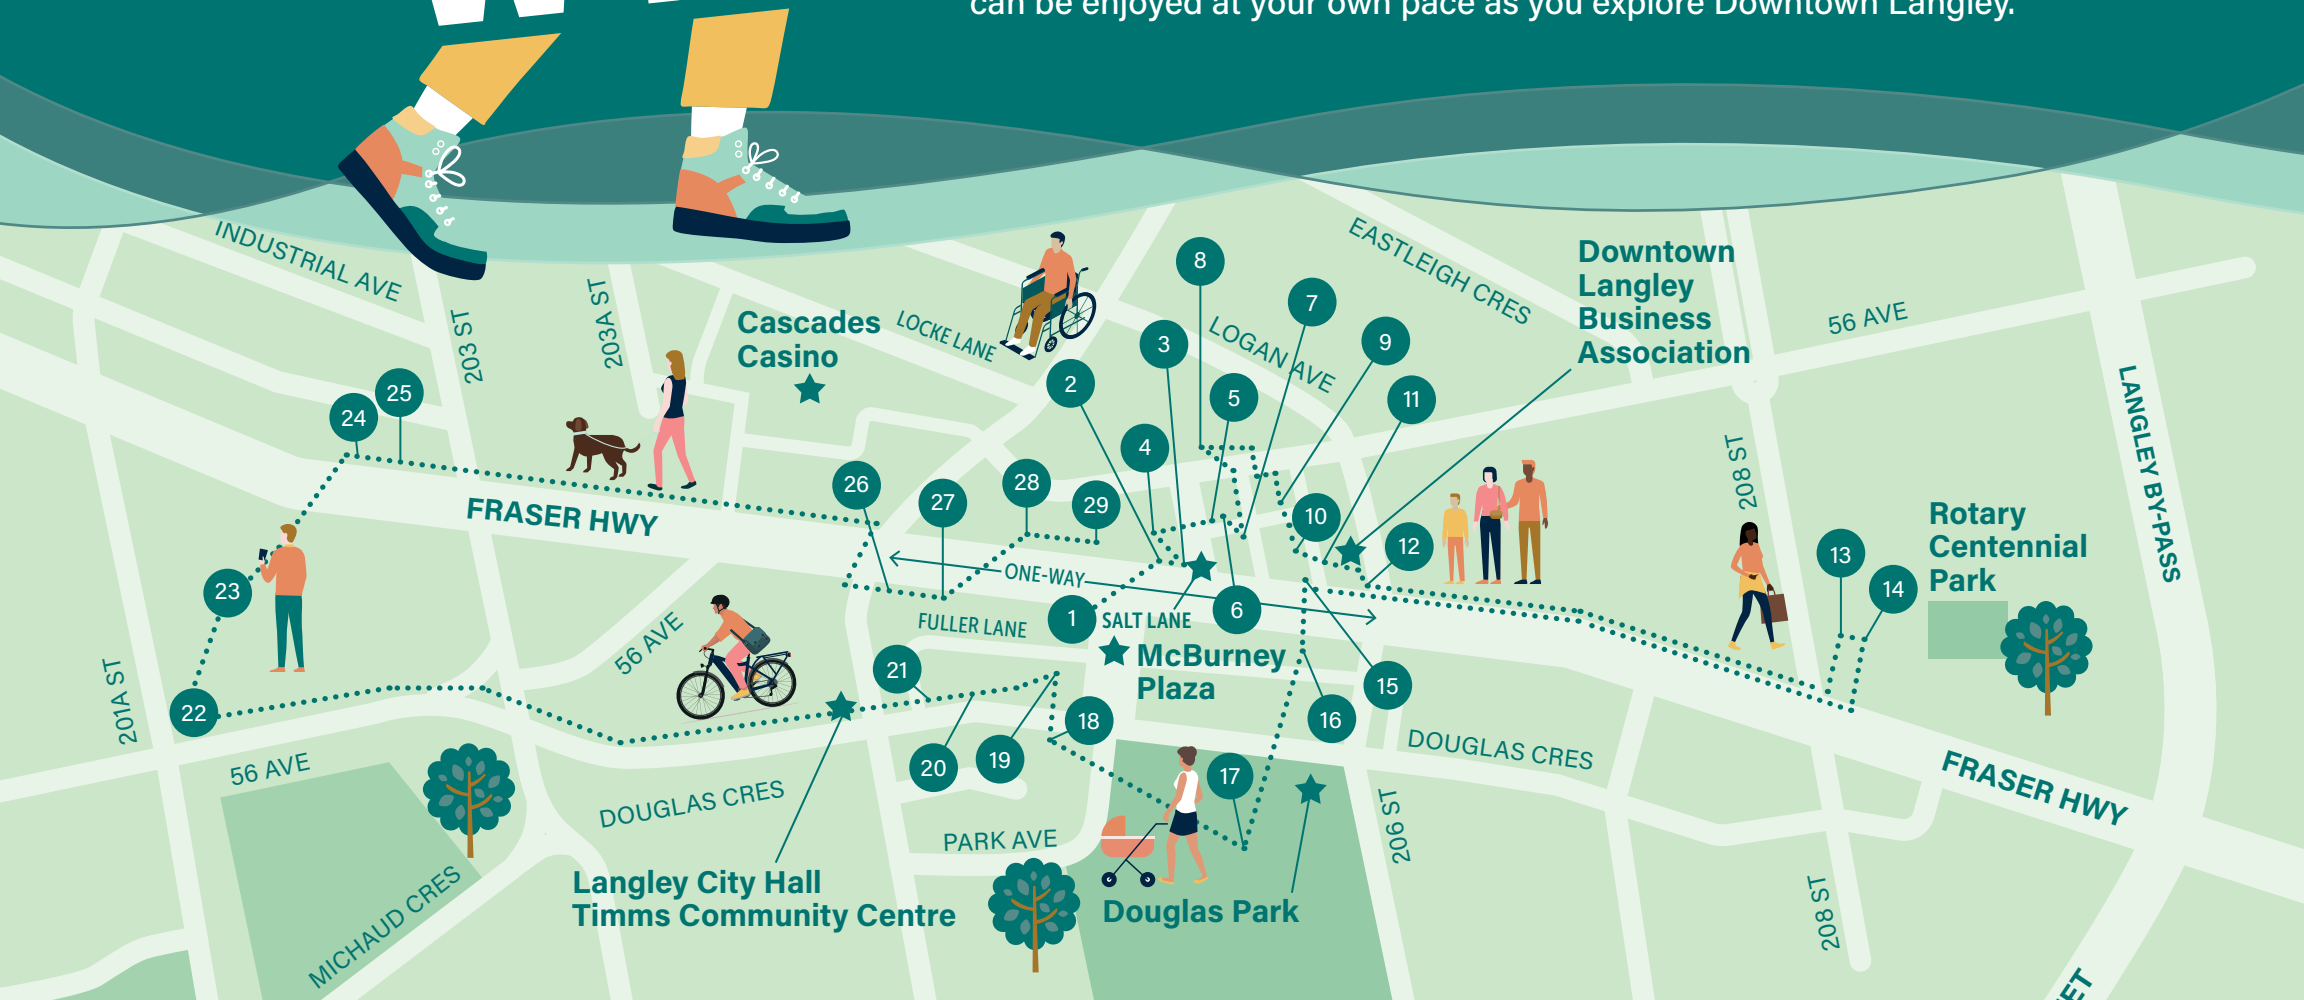 can be enjoyed at your own pace as you explore Downtown Langley.
INDUSTRIAL AVE
203 ST
203A ST
Cascades
Casino
LOCKE LANE
EASTLEIGH CRES
LOGAN AVE
Downtown
Langley
Business
Association
56 AVE
LANGLEY BY-PASS
208 ST
8
7
3
9
2
5
11
4
24
25
26
27
28
29
10
12
FRASER HWY
ONE-WAY
Rotary
Centennial
Park
13
14
23
22
201A ST
56 AVE
FULLER LANE
1
SALT LANE
6
McBurney
Plaza
21
15
16
18
20
19
17
56 AVE
DOUGLAS CRES
DOUGLAS CRES
FRASER HWY
PARK AVE
206 ST
208 ST
MICHAUD CRES
Langley City Hall
Timms Community Centre
Douglas Park
ET